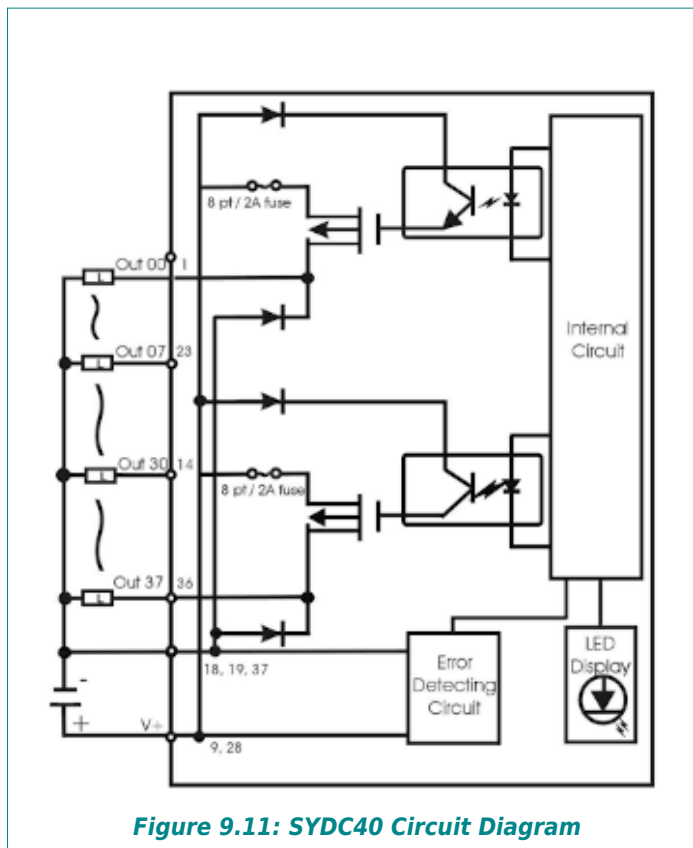 8 pt / 2A fuse
Out 00 1
L
Internal
Circuit
Out 07 23
L
Out 30 14
L
8 pt / 2A fuse
Out 37 36
L
18, 19, 37
-
+
V+
9, 28
Error
Detecting
Circuit
LED
Display
Figure 9.11: SYDC40 Circuit Diagram